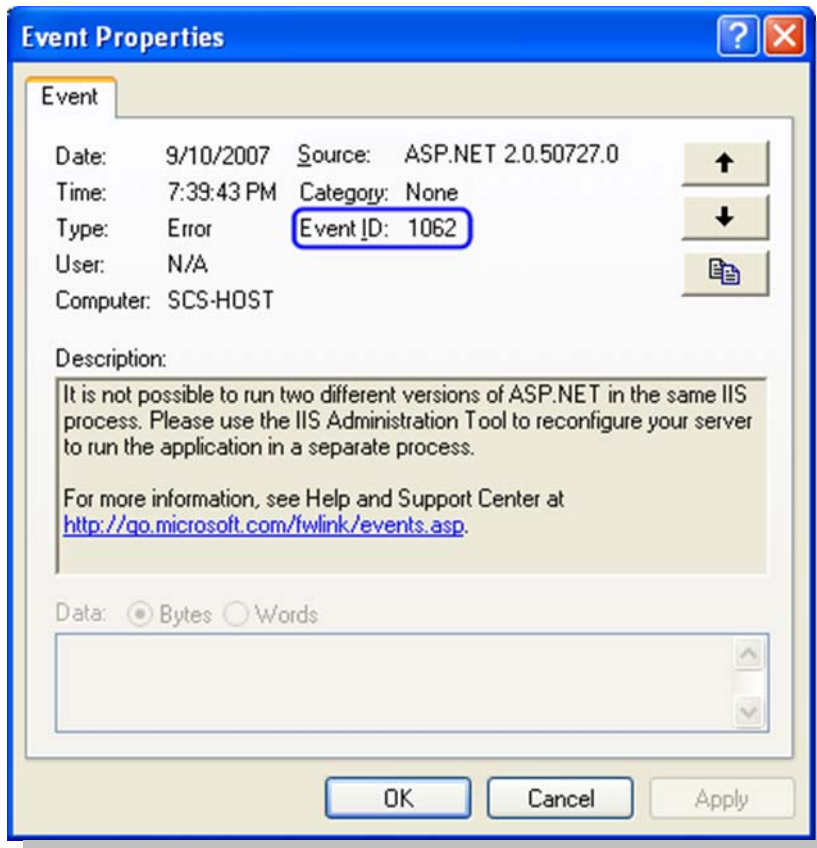 Event Properties
Event
Date: 9/10/2007 Source: ASP.NET 2.0.50727.0
Time: 7:39:43 PM Category: None
Type: Error Event ID: 1062
User: N/A
Computer: SCS-HOST
Description:
It is not possible to run two different versions of ASP.NET in the same IIS
process. Please use the IIS Administration Tool to reconfigure your server
to run the application in a separate process.
For more information, see Help and Support Center at
http://go.microsoft.com/fwlink/events.asp.
Data: Bytes Words
OK Cancel Apply